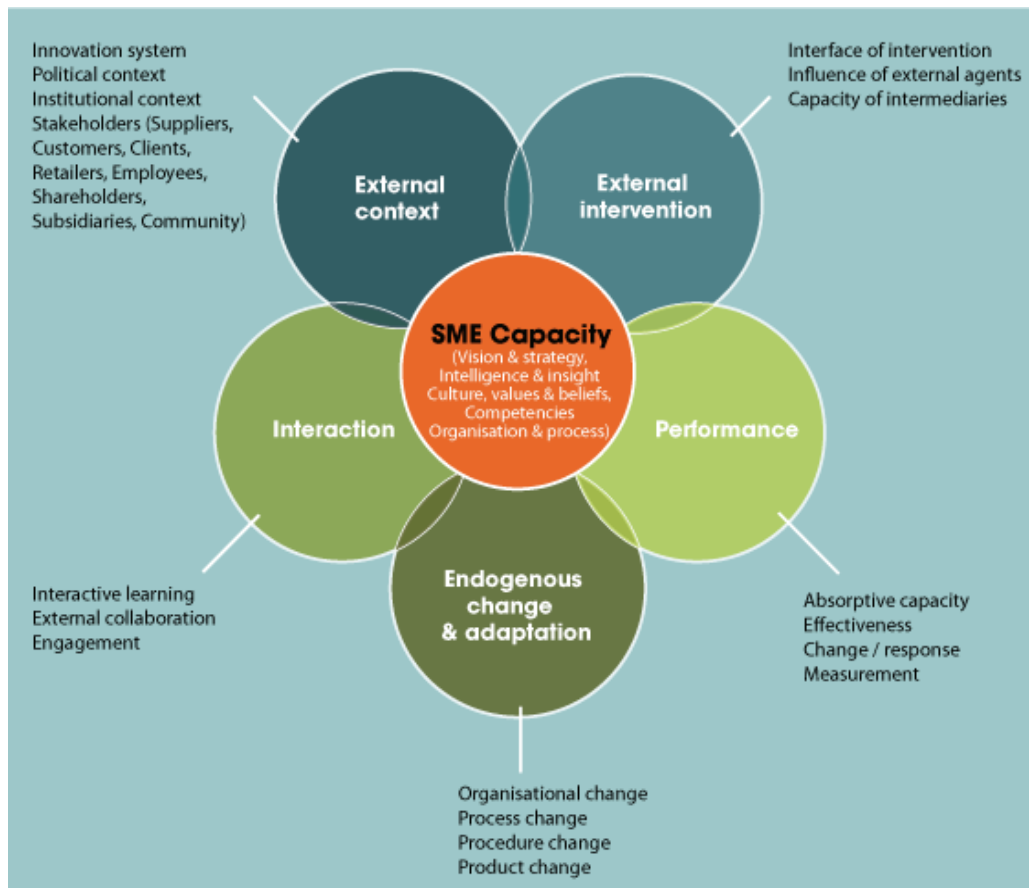 Innovation system
Political context
Institutional context
Stakeholders (Suppliers,
Customers, Clients,
Retailers, Employees,
Shareholders,
Subsidiaries, Community)
Interface of intervention
Influence of external agents
Capacity of intermediaries
External
context
External
intervention
SME Capacity
(Vision & strategy,
Intelligence & insight
Culture, values & beliefs,
Competencies
Organisation & process)
Interaction
Performance
Endogenous
change
& adaptation
Interactive learning
External collaboration
Engagement
Absorptive capacity
Effectiveness
Change / response
Measurement
Organisational change
Process change
Procedure change
Product change